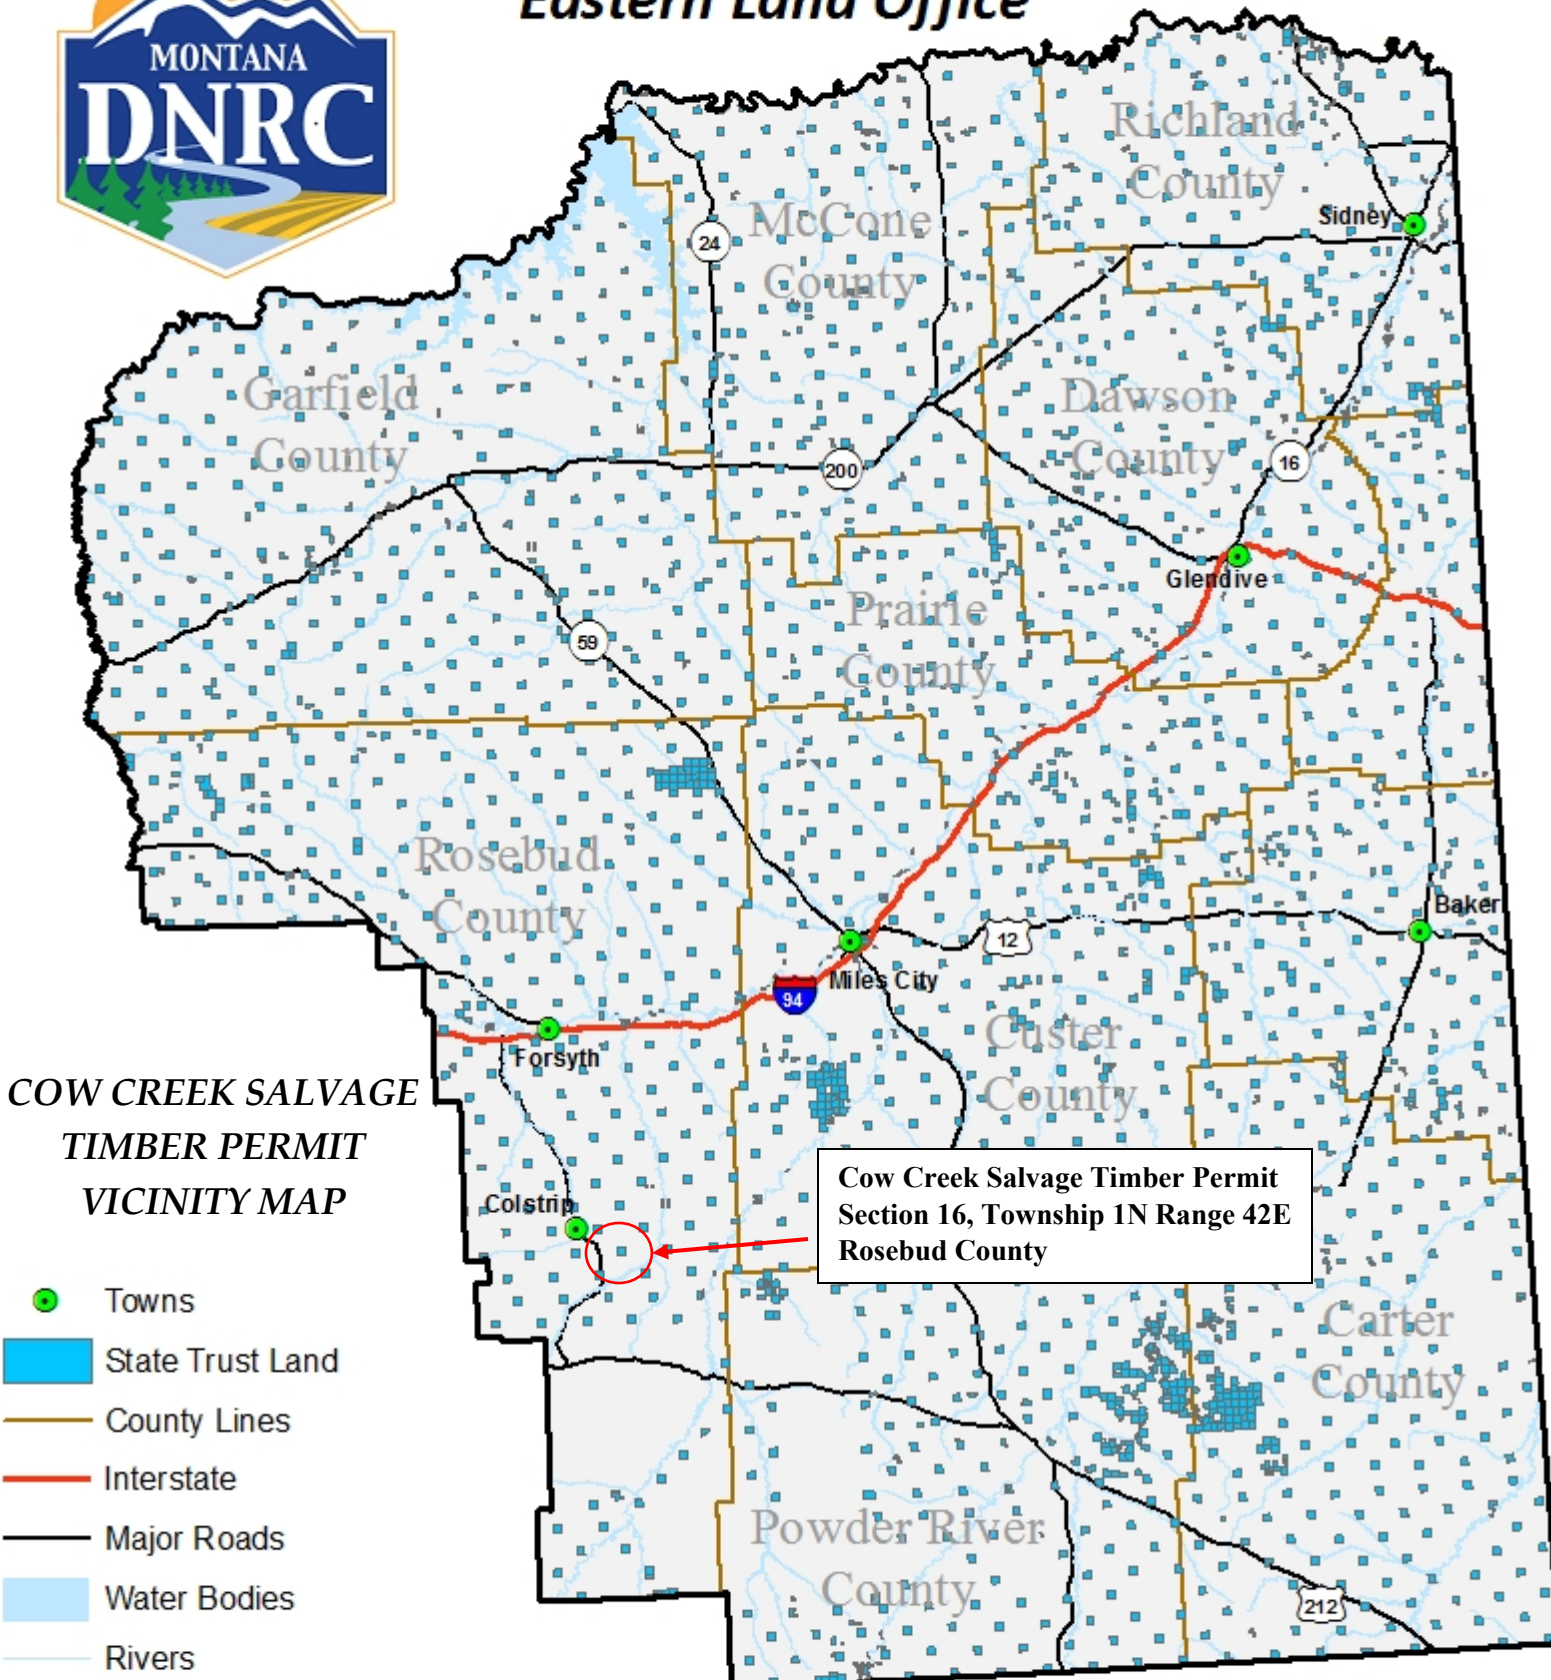 Eastern Land Office
MONTANA
DNRC
Richland
County
Sidney
McCone
County
24
Garfield
County
Dawson
County
200
16
Glendive
59
Prairie
County
Rosebud
County
Baker
12
Miles City
94
Forsyth
Custer
County
COW CREEK SALVAGE
TIMBER PERMIT
VICINITY MAP
Colstrip
Cow Creek Salvage Timber Permit
Section 16, Township 1N Range 42E
Rosebud County
Towns
State Trust Land
County Lines
Interstate
Major Roads
Water Bodies
Rivers
Carter
County
Powder River
County
212